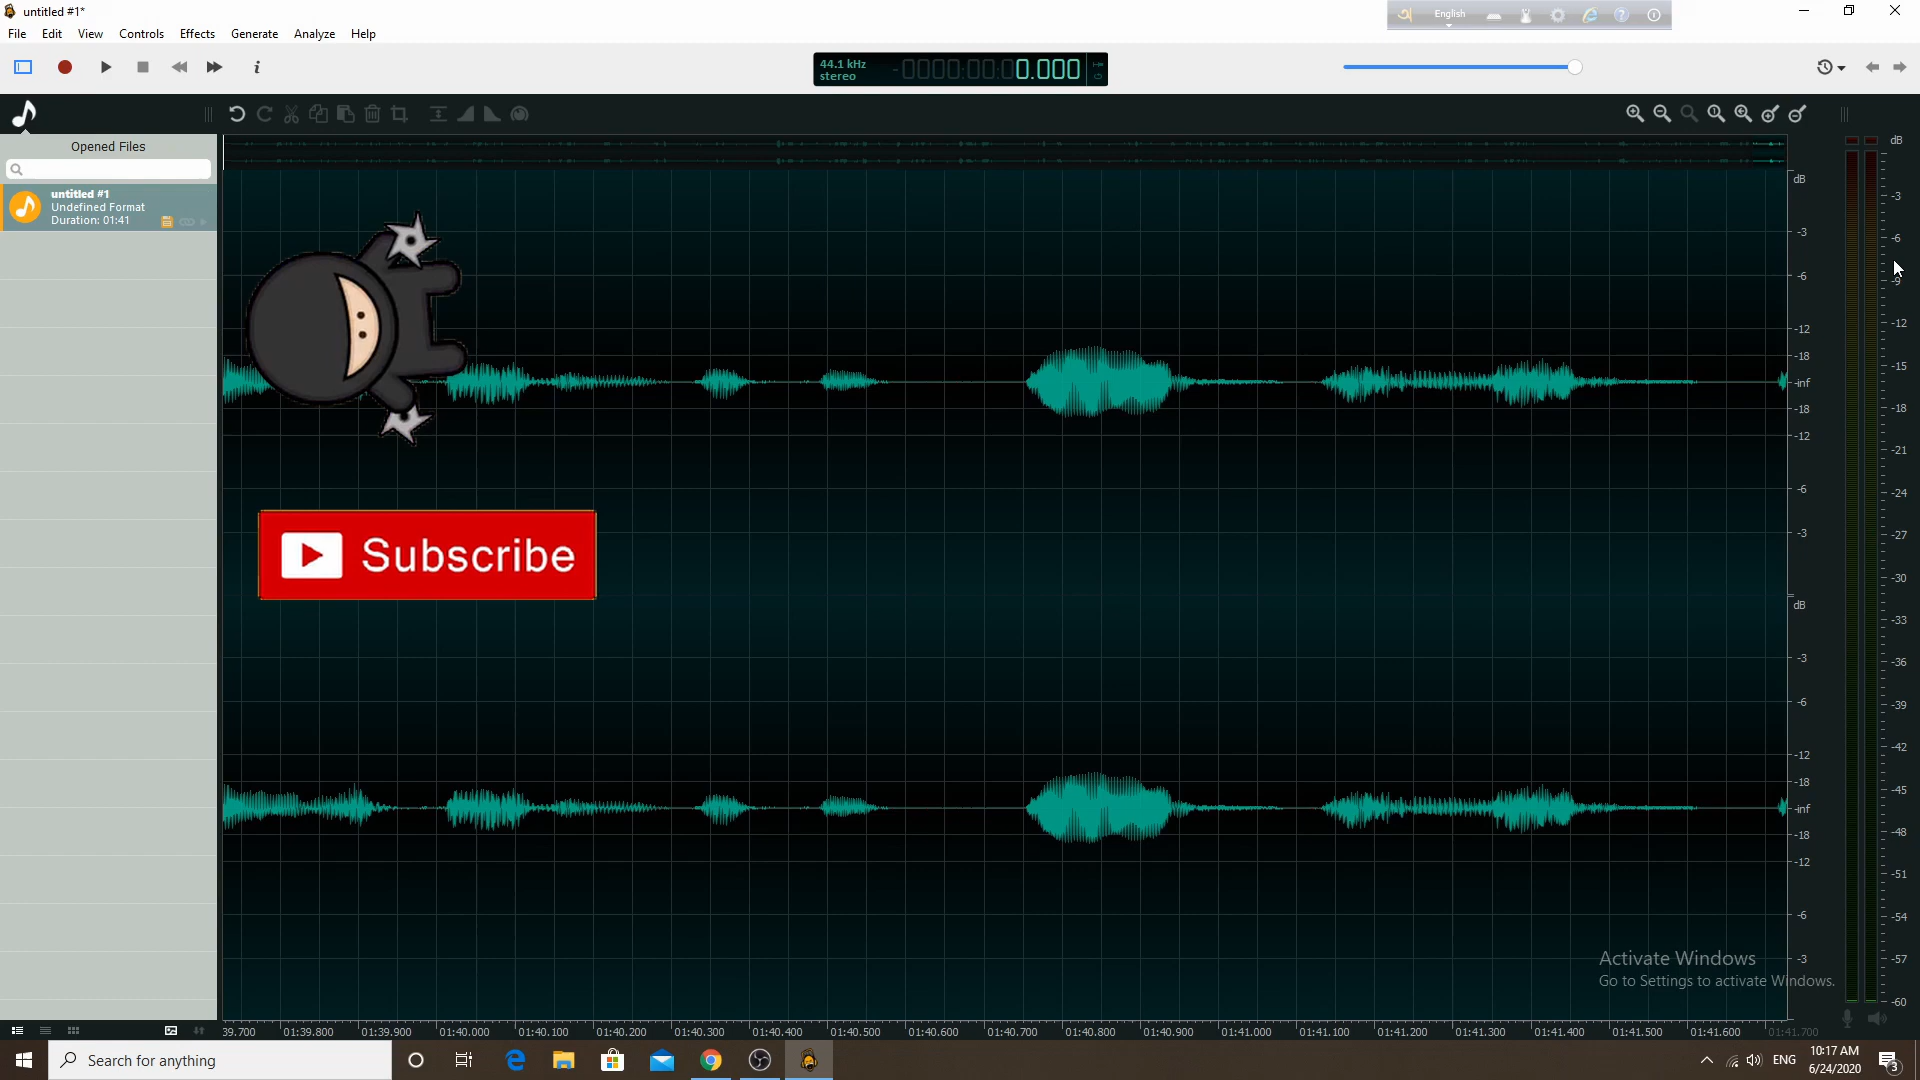 untitled #1*
English
File Edit View Controls Effects Generate Analyze Help
44.1 kHz
stereo
-0000:00:00.000
Opened Files
untitled #1
Undefined Format
Duration: 01:41
Subscribe
dB
-3
-6
-12
-18
-inf
-18
-12
-6
-3
dB
-3
-6
-12
-18
-inf
-18
-12
-6
-3
dB
-3
-6
-9
-12
-15
-18
-21
-24
-27
-30
-33
-36
-39
-42
-45
-48
-51
-54
-57
-60
Activate Windows
Go to Settings to activate Windows.
39.700 01:39.800 01:39.900 01:40.000 01:40.100 01:40.200 01:40.300 01:40.400 01:40.500 01:40.600 01:40.700 01:40.800 01:40.900 01:41.000 01:41.100 01:41.200 01:41.300 01:41.400 01:41.500 01:41.600 01:41.700
Search for anything
ENG
10:17 AM
6/24/2020
3